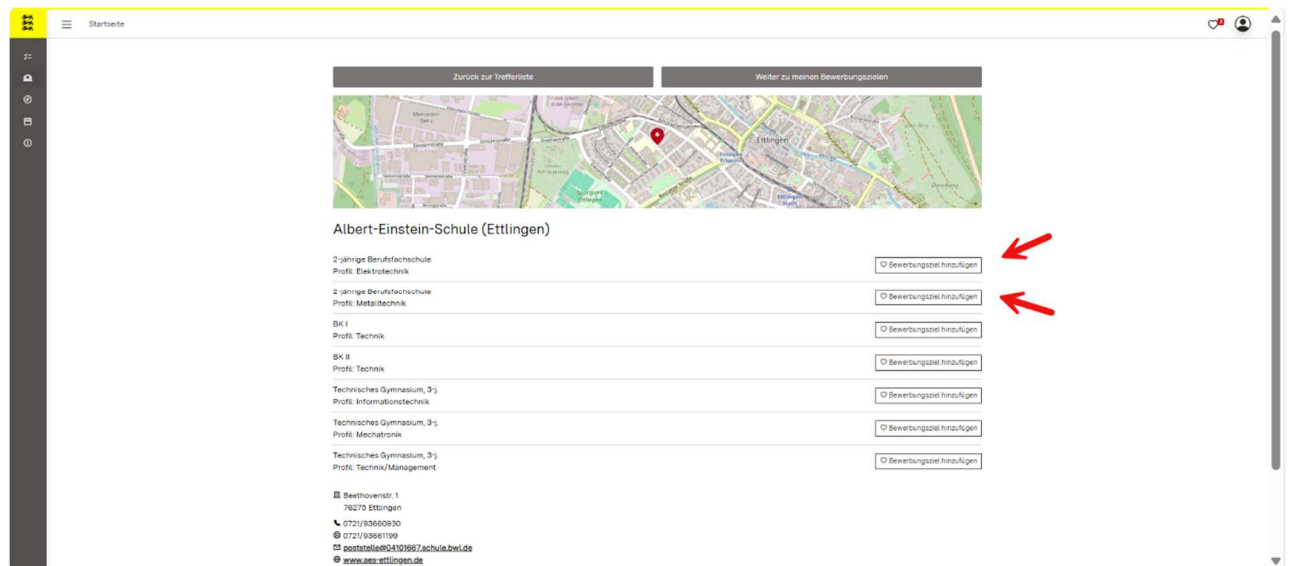 Startseite
Zurück zur Trefferliste
Weiter zu meinen Bewerbungszielen
Ettlingen
Albert-Einstein-Schule (Ettlingen)
2-jährige Berufsfachschule
Profil: Elektrotechnik
Bewerbungsziel hinzufügen
2-jährige Berufsfachschule
Profil: Metalltechnik
Bewerbungsziel hinzufügen
BK I
Profil: Technik
Bewerbungsziel hinzufügen
BK II
Profil: Technik
Bewerbungsziel hinzufügen
Technisches Gymnasium, 3-j.
Profil: Informationstechnik
Bewerbungsziel hinzufügen
Technisches Gymnasium, 3-j.
Profil: Mechatronik
Bewerbungsziel hinzufügen
Technisches Gymnasium, 3-j.
Profil: Technik/Management
Bewerbungsziel hinzufügen
Beethovenstr. 1
76275 Ettlingen
0721/93660930
0721/93661199
poststelle@04101667.schule.bwl.de
www.aes-ettlingen.de